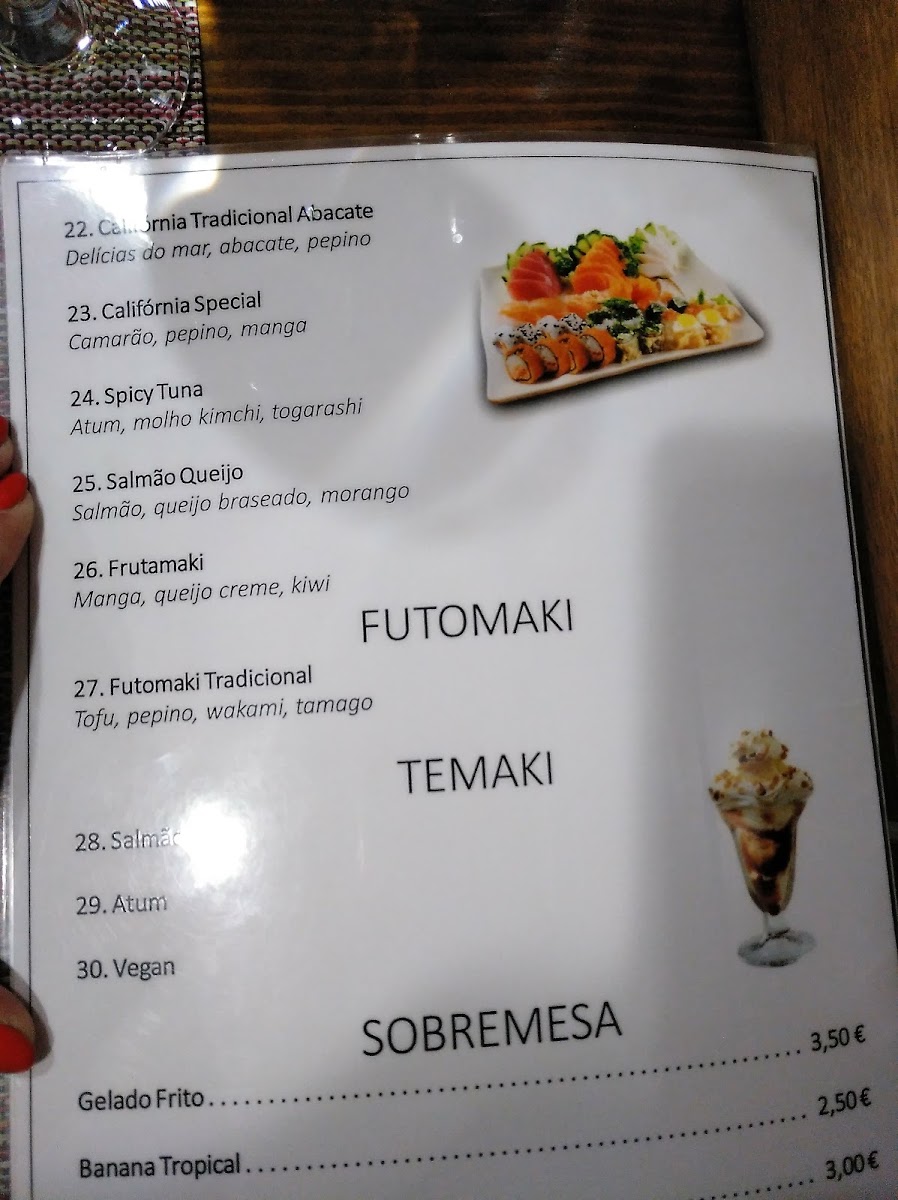 22. Califórnia Tradicional Abacate
Delícias do mar, abacate, pepino
23. Califórnia Special
Camarão, pepino, manga
24. Spicy Tuna
Atum, molho kimchi, togarashi
25. Salmão Queijo
Salmão, queijo braseado, morango
26. Frutamaki
Manga, queijo creme, kiwi
FUTOMAKI
27. Futomaki Tradicional
Tofu, pepino, wakami, tamago
TEMAKI
28. Salmão
29. Atum
30. Vegan
SOBREMESA
Gelado Frito 3,50 €
Banana Tropical 2,50 €
3,00 €